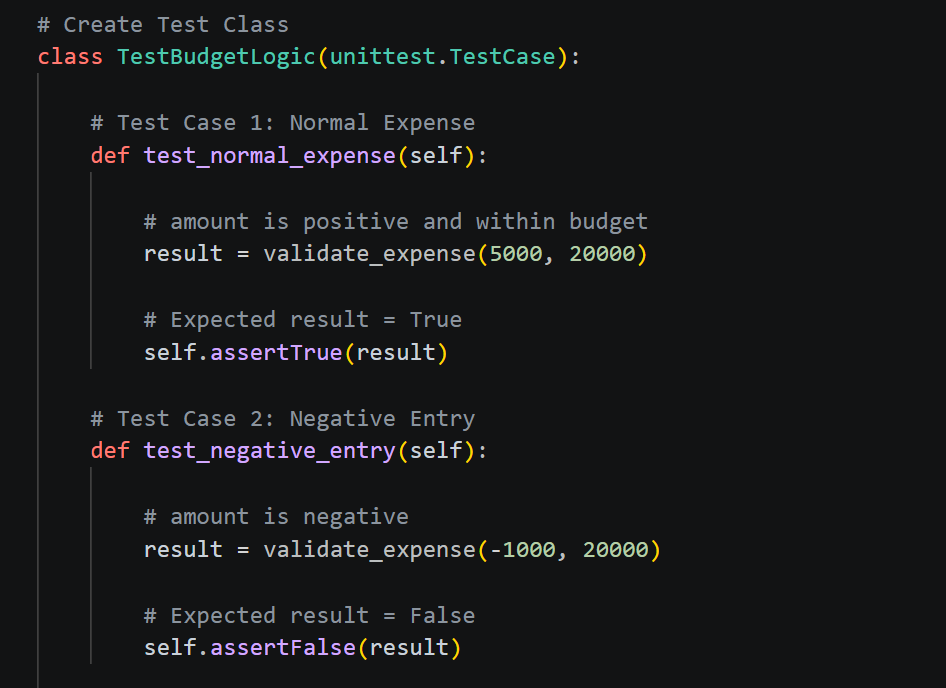 # Create Test Class
class TestBudgetLogic(unittest.TestCase):
# Test Case 1: Normal Expense
def test_normal_expense(self):
# amount is positive and within budget
result = validate_expense(5000, 20000)
# Expected result = True
self.assertTrue(result)
# Test Case 2: Negative Entry
def test_negative_entry(self):
# amount is negative
result = validate_expense(-1000, 20000)
# Expected result = False
self.assertFalse(result)